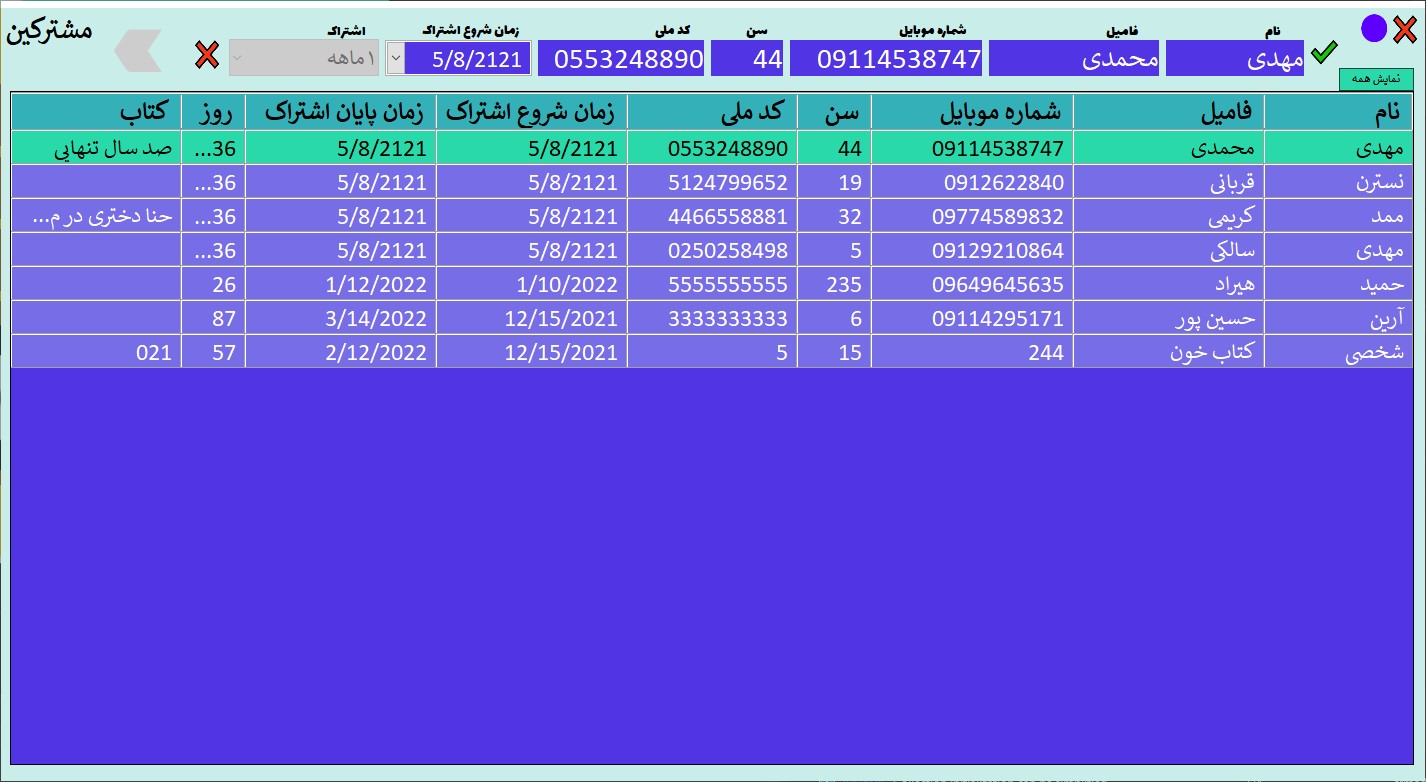 مشترکین
نام فامیل شماره موبایل سن کد ملی زمان شروع اشتراک اشتراک
مهدی محمدی 09114538747 44 0553248890 5/8/2121 ۱ ماهه
نمایش همه
نام فامیل شماره موبایل سن کد ملی زمان شروع اشتراک زمان پایان اشتراک روز کتاب
مهدی محمدی 09114538747 44 0553248890 5/8/2121 5/8/2121 36... صد سال تنهایی
نسترن قربانی 0912622840 19 5124799652 5/8/2121 5/8/2121 36...
ممد کریمی 09774589832 32 4466558881 5/8/2121 5/8/2121 36... حنا دختری در م...
مهدی سالکی 09129210864 5 0250258498 5/8/2121 5/8/2121 36...
حمید هیراد 09649645635 235 5555555555 1/10/2022 1/12/2022 26
آرین حسین پور 09114295171 6 3333333333 12/15/2021 3/14/2022 87
شخصی کتاب خون 244 15 5 12/15/2021 2/12/2022 57 021